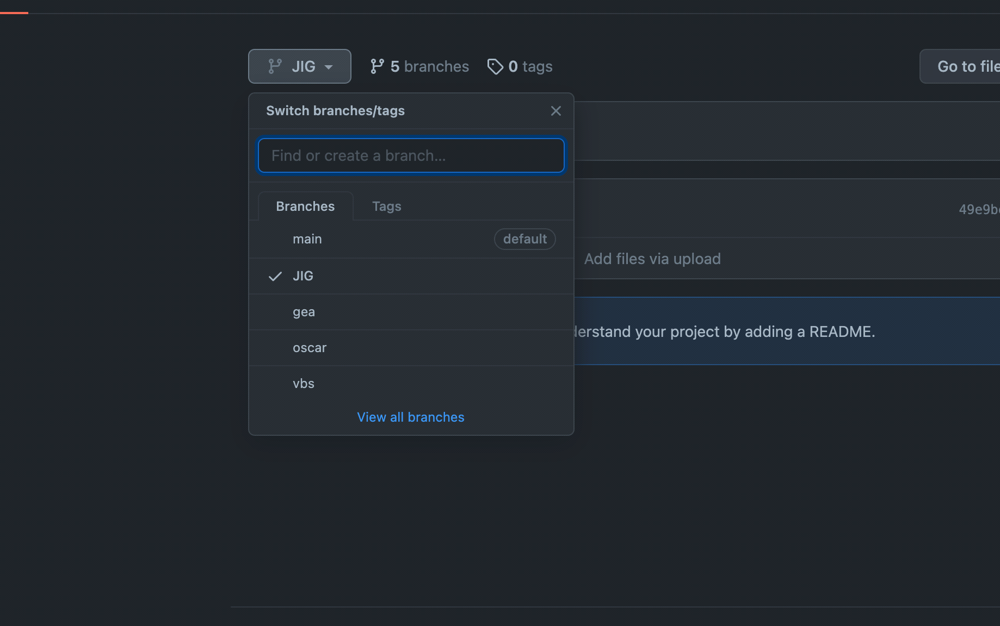 JIG
5 branches
0 tags
Go to file
Switch branches/tags
Find or create a branch...
Branches
Tags
main
default
JIG
gea
oscar
vbs
View all branches
49e9b
Add files via upload
derstand your project by adding a README.